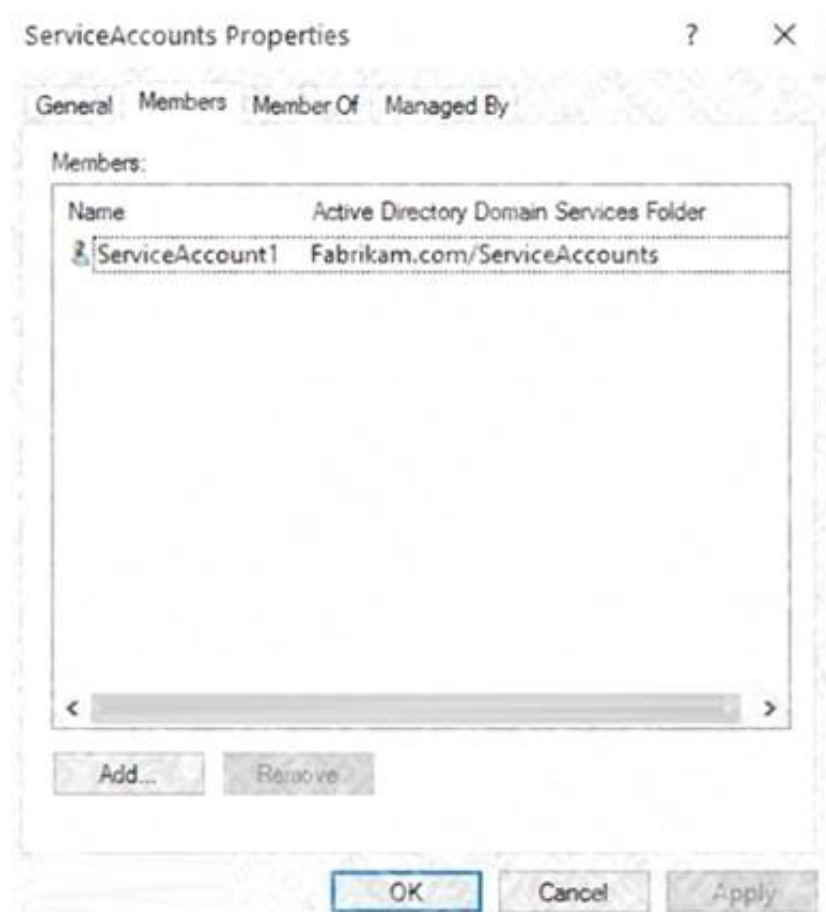 ServiceAccounts Properties ? ×
General Members Member Of Managed By
Members:
Name Active Directory Domain Services Folder
ServiceAccount1 Fabrikam.com/ServiceAccounts
< >
Add... Remove
OK Cancel Apply